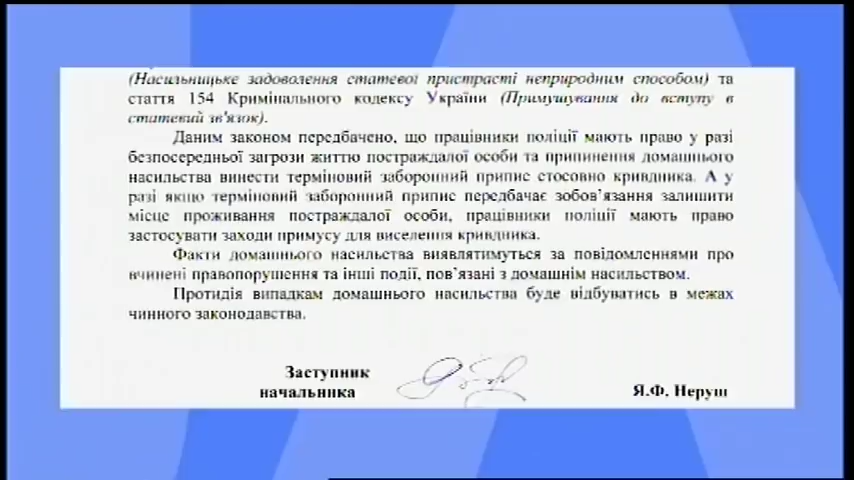 (Насильницьке задоволення статевої пристрасті неприродним способом) та
стаття 154 Кримінального кодексу України (Примушування до вступу в
статевий зв'язок).
Даним законом передбачено, що працівники поліції мають право у разі
безпосередньої загрози життю постраждалої особи та припинення домашнього
насильства винести терміновий заборонний припис стосовно кривдника. А у
разі якщо терміновий заборонний припис передбачає зобов'язання залишити
місце проживання постраждалої особи, працівники поліції мають право
застосувати заходи примусу для виселення кривдника.
Факти домашнього насильства виявлятимуться за повідомленнями про
вчинені правопорушення та інші події, пов'язані з домашнім насильством.
Протидія випадкам домашнього насильства буде відбуватись в межах
чинного законодавства.
Заступник
начальника
Я.Ф. Неруш